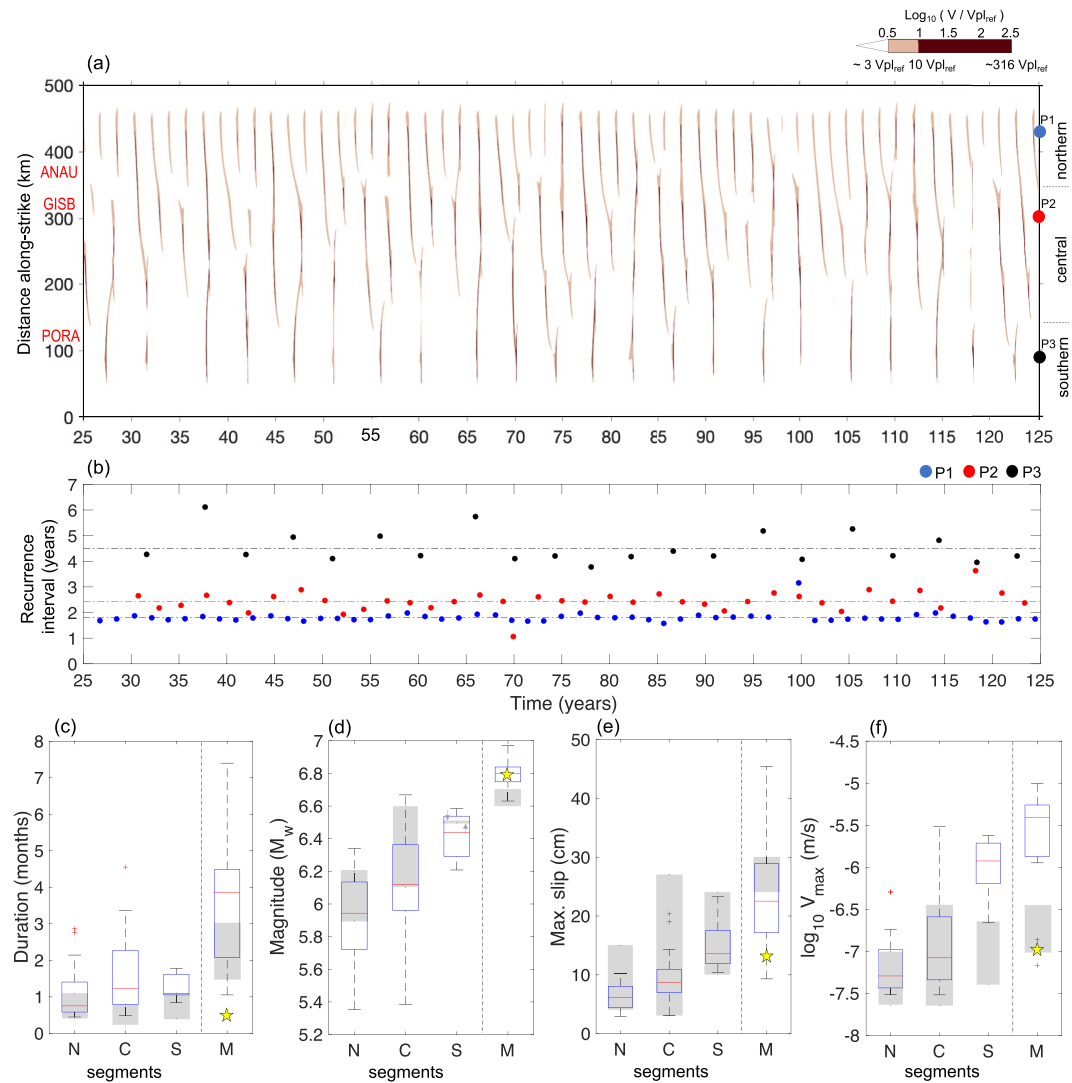 Log10 ( V / Vplref )
0.5 1 1.5 2 2.5
~ 3 Vplref 10 Vplref ~316 Vplref
(a)
500
400
300
200
100
0
Distance along-strike (km)
ANAU
GISB
PORA
P1
P2
P3
northern
central
southern
25 30 35 40 45 50 55 60 65 70 75 80 85 90 95 100 105 110 115 120 125
(b)
P1 P2 P3
7
6
5
4
3
2
1
0
Recurrence
interval (years)
25 30 35 40 45 50 52 55 60 65 70 75 80 85 90 95 100 105 110 115 120 125
Time (years)
(c)
8
7
6
5
4
3
2
1
0
Duration (months)
N C S M
segments
(d)
7
6.8
6.6
6.4
6.2
6
5.8
5.6
5.4
5.2
Magnitude (Mw)
N C S M
segments
(e)
50
40
30
20
10
0
Max. slip (cm)
N C S M
segments
(f)
-4.5
-5
-5.5
-6
-6.5
-7
-7.5
-8
log10 Vmax (m/s)
N C S M
segments